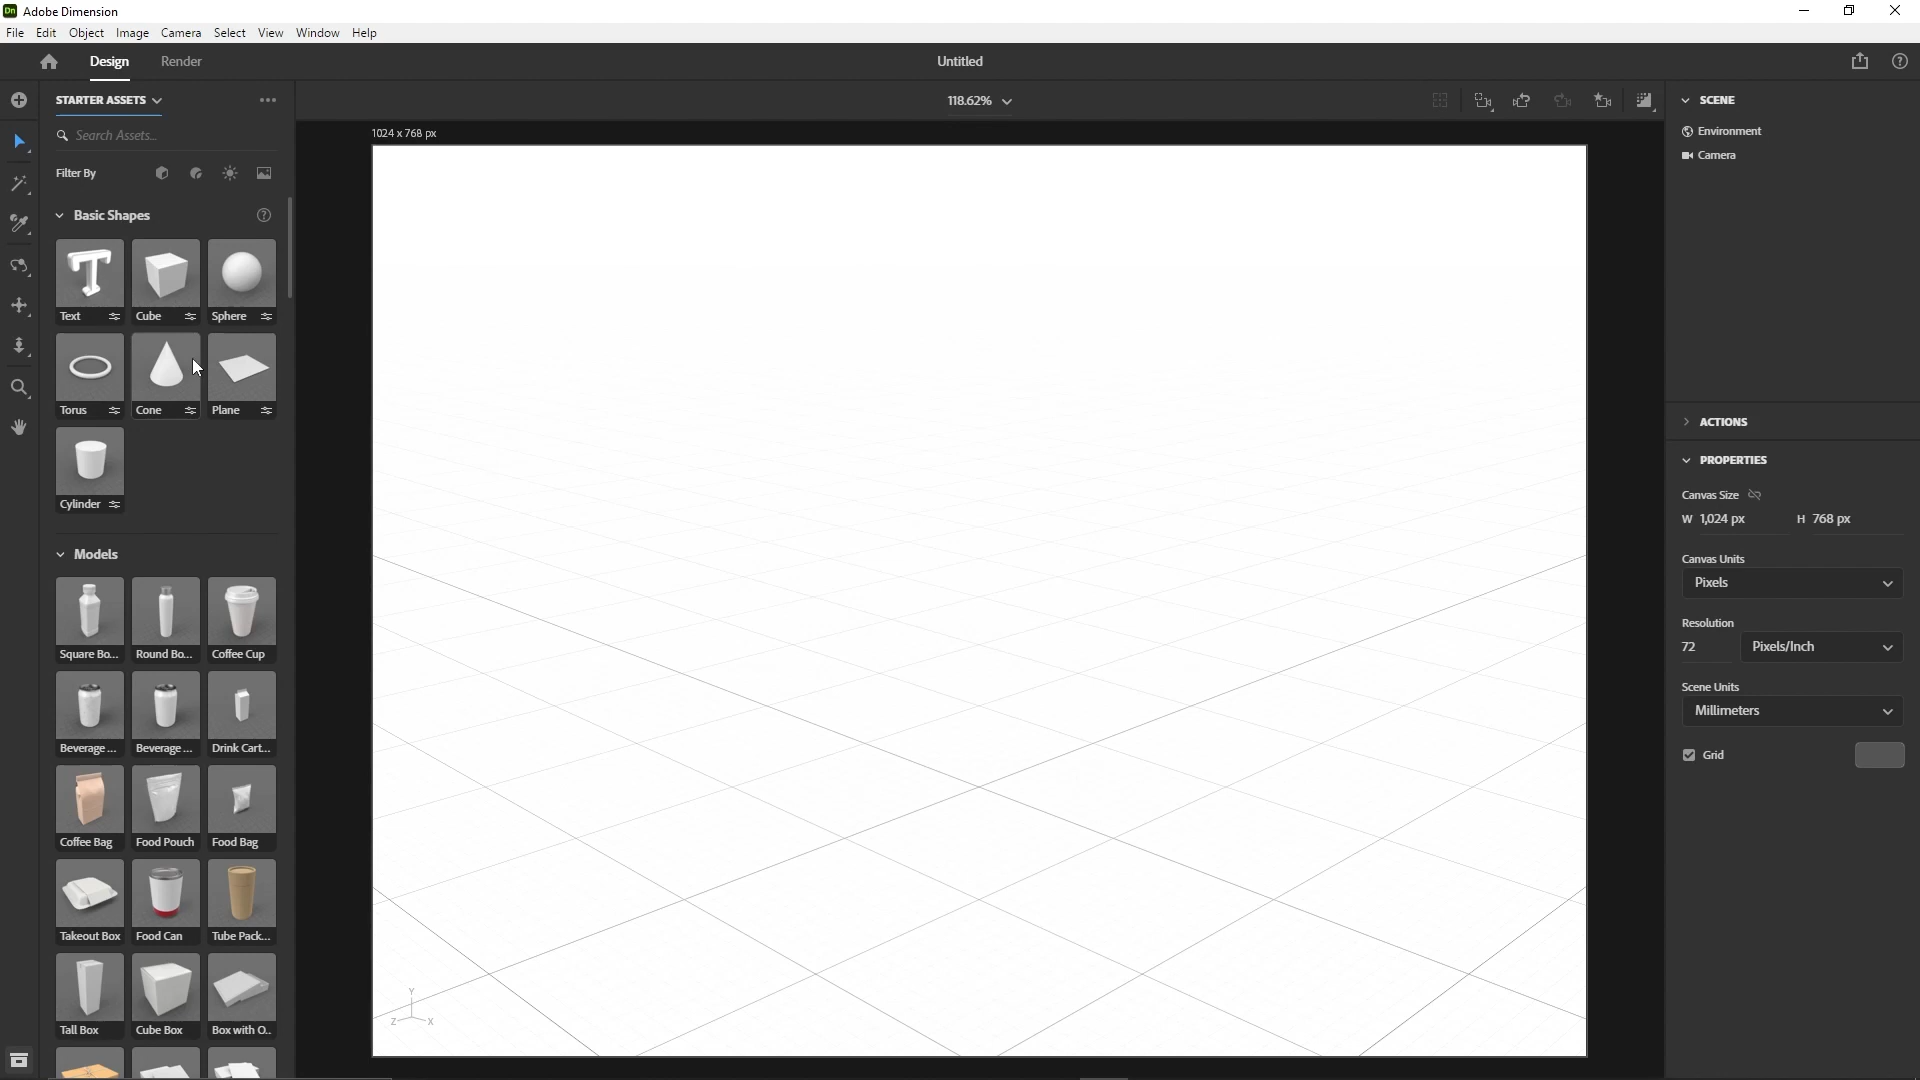 Dn Adobe Dimension
File Edit Object Image Camera Select View Window Help
Design Render Untitled
STARTER ASSETS
118.62%
SCENE
Search Assets...
1024 x 768 px
Environment
Camera
Filter By
Basic Shapes
Text Cube Sphere
Torus Cone Plane
Cylinder
ACTIONS
PROPERTIES
Canvas Size
W 1,024 px H 768 px
Canvas Units
Pixels
Resolution
72 Pixels/Inch
Scene Units
Millimeters
Grid
Models
Square Bo... Round Bo... Coffee Cup
Beverage ... Beverage ... Drink Cart...
Coffee Bag Food Pouch Food Bag
Takeout Box Food Can Tube Pack...
Tall Box Cube Box Box with O..
Y
Z X